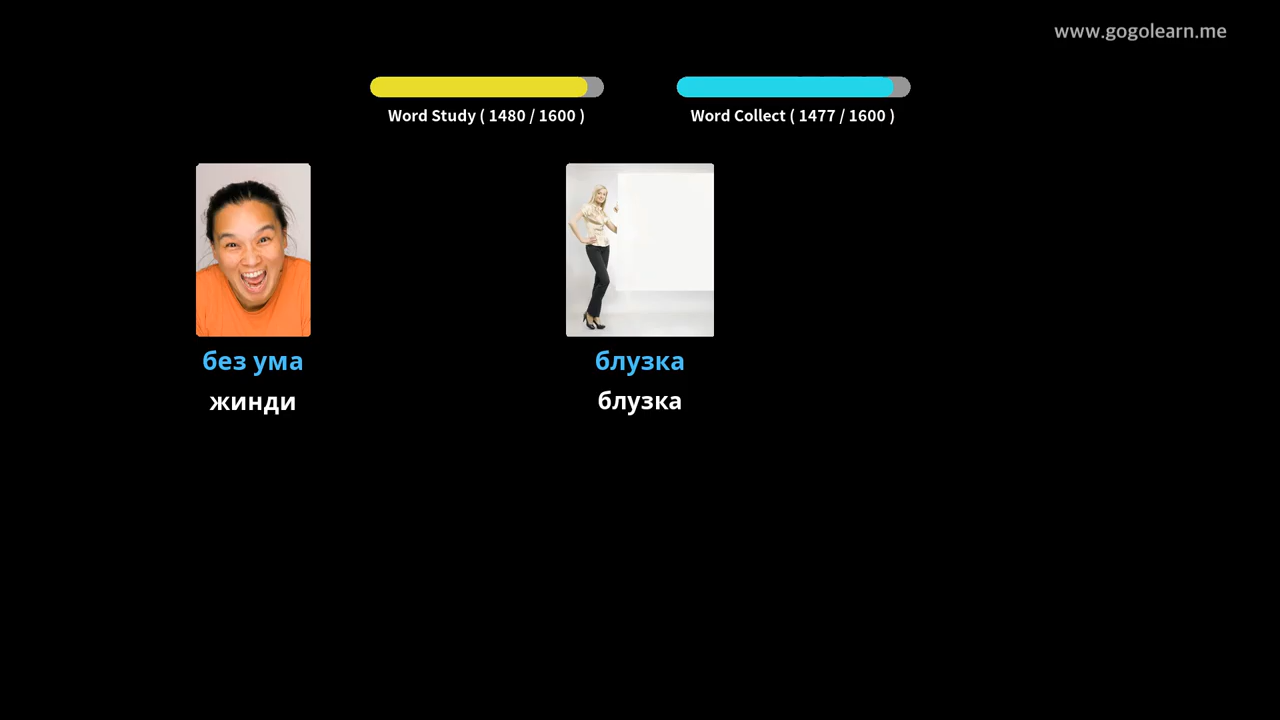 www.gogolearn.me
Word Study ( 1480 / 1600 )
Word Collect ( 1477 / 1600 )
без ума
блузка
жинди
блузка